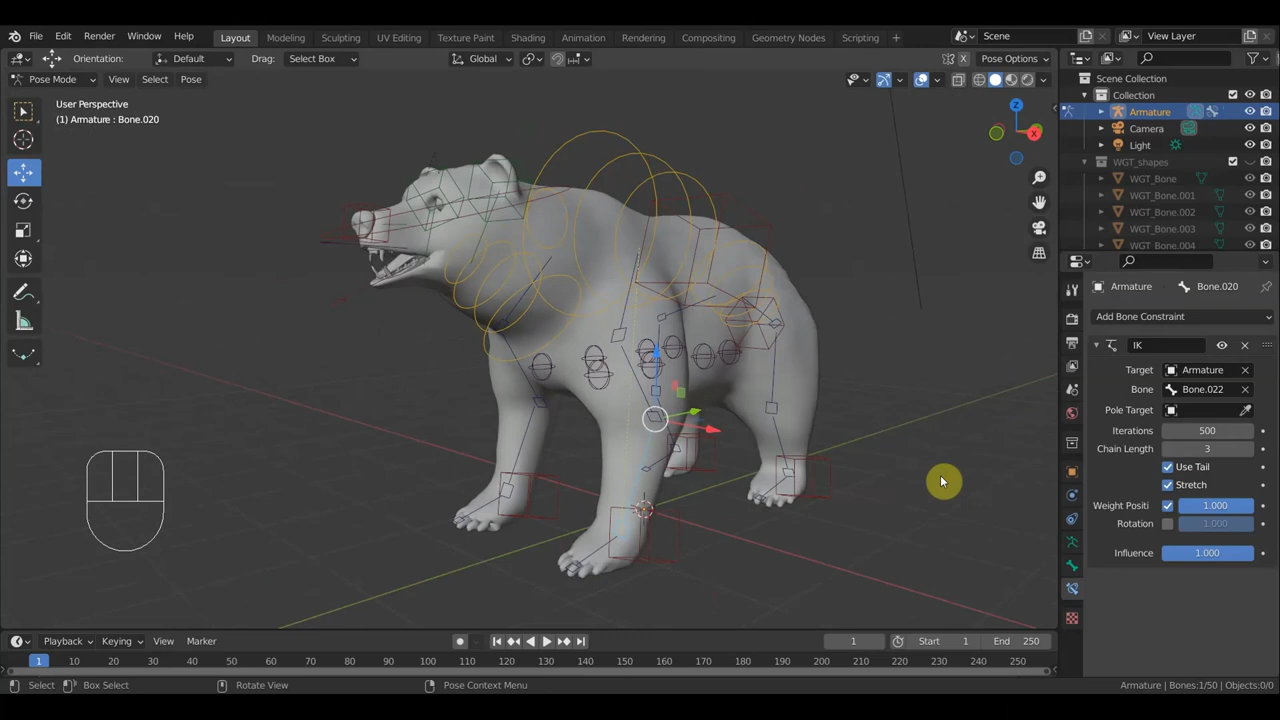 File Edit Render Window Help Layout Modeling Sculpting UV Editing Texture Paint Shading Animation Rendering Compositing Geometry Nodes Scripting + Scene View Layer
Orientation: Default Drag: Select Box Global Pose Options
Pose Mode View Select Pose
User Perspective
(1) Armature : Bone.020
Z
X
Scene Collection
Collection
Armature
Camera
Light
WGT_shapes
WGT_Bone
WGT_Bone.001
WGT_Bone.002
WGT_Bone.003
WGT_Bone.004
Armature Bone.020
Add Bone Constraint
IK
Target Armature
Bone Bone.022
Pole Target
Iterations 500
Chain Length 3
Use Tail
Stretch
Weight Positi 1.000
Rotation 1.000
Influence 1.000
Playback Keying View Marker 1 Start 1 End 250
1 10 20 30 40 50 60 70 80 90 100 110 120 130 140 150 160 170 180 190 200 210 220 230 240 250
Select Box Select Rotate View Pose Context Menu Armature | Bones:1/50 | Objects:0/0